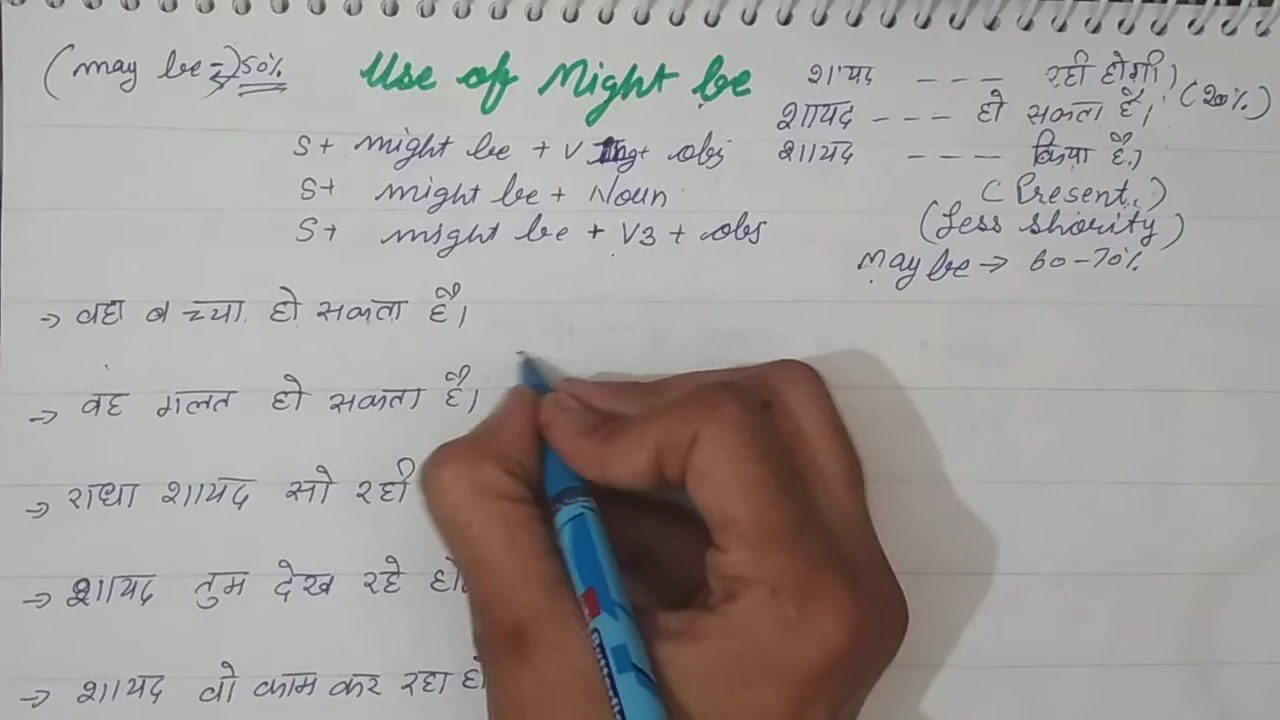 (may be ⇒) 50%
Use of Might be
शायद --- रही होगी।
शायद --- हो सकता है। (20%)
S+ might be + V ing + obj शायद ---- किया है।
S+ might be + Noun (Present.)
S+ might be + V3 + obj (Less shority)
may be → 60-70%
→ वहा बच्चा हो सकता है।
→ वह गलत हो सकता है।
→ राधा शायद सो रही
→ शायद तुम देख रहे
→ शायद वो काम कर रहा